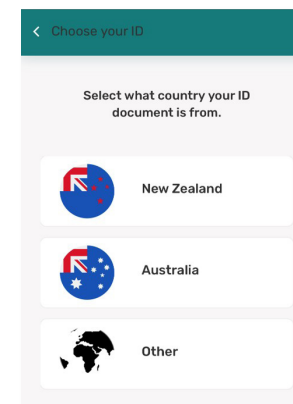 Choose your ID
Select what country your ID
document is from.
New Zealand
Australia
Other